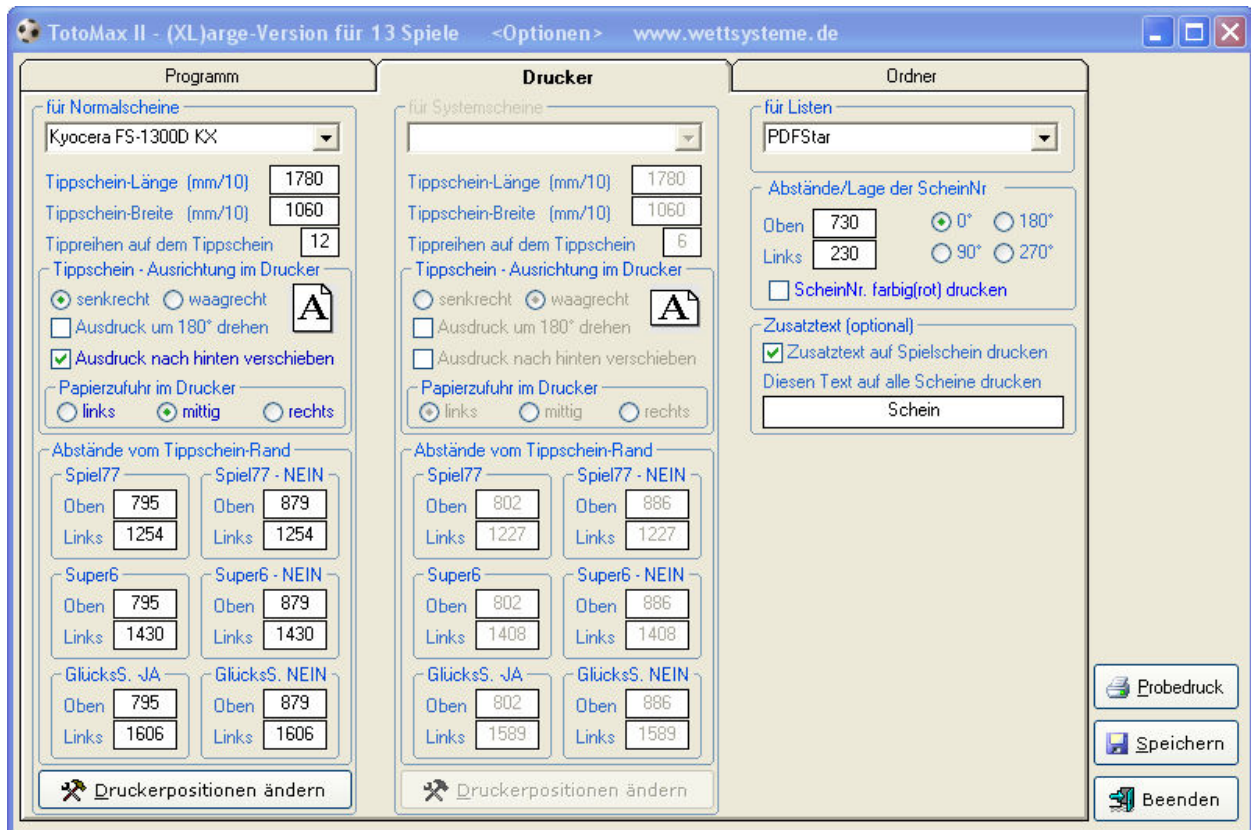 TotoMax II - (XL)arge-Version für 13 Spiele <Optionen> www.wettsysteme.de
Programm
Drucker
Ordner
für Normalscheine
Kyocera FS-1300D KX
Tippschein-Länge (mm/10) 1780
Tippschein-Breite (mm/10) 1060
Tippreihen auf dem Tippschein 12
Tippschein - Ausrichtung im Drucker
senkrecht waagrecht
A
Ausdruck um 180° drehen
Ausdruck nach hinten verschieben
Papierzufuhr im Drucker
links mittig rechts
Abstände vom Tippschein-Rand
Spiel77
Oben 795
Links 1254
Spiel77 - NEIN
Oben 879
Links 1254
Super6
Oben 795
Links 1430
Super6 - NEIN
Oben 879
Links 1430
GlücksS. -JA
Oben 795
Links 1606
GlücksS. NEIN
Oben 879
Links 1606
Druckerpositionen ändern
für Systemscheine
Tippschein-Länge (mm/10) 1780
Tippschein-Breite (mm/10) 1060
Tippreihen auf dem Tippschein 6
Tippschein - Ausrichtung im Drucker
senkrecht waagrecht
A
Ausdruck um 180° drehen
Ausdruck nach hinten verschieben
Papierzufuhr im Drucker
links mittig rechts
Abstände vom Tippschein-Rand
Spiel77
Oben 802
Links 1227
Spiel77 - NEIN
Oben 886
Links 1227
Super6
Oben 802
Links 1408
Super6 - NEIN
Oben 886
Links 1408
GlücksS. -JA
Oben 802
Links 1589
GlücksS. NEIN
Oben 886
Links 1589
Druckerpositionen ändern
für Listen
PDFStar
Abstände/Lage der ScheinNr
Oben 730 0° 180°
Links 230 90° 270°
ScheinNr. farbig(rot) drucken
Zusatztext (optional)
Zusatztext auf Spielschein drucken
Diesen Text auf alle Scheine drucken
Schein
Probedruck
Speichern
Beenden